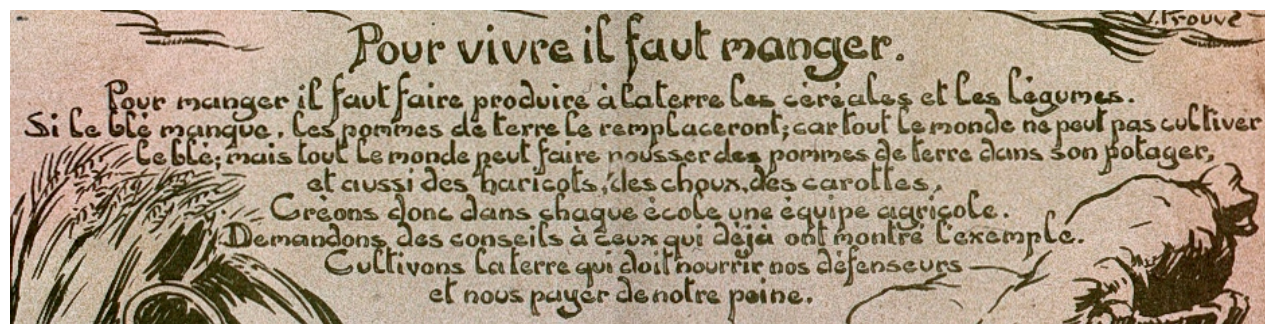 V. Prouvé
Pour vivre il faut manger.
Pour manger il faut faire produire à la terre les céréales et les légumes.
Si le blé manque, les pommes de terre le remplaceront; car tout le monde ne peut pas cultiver
le blé; mais tout le monde peut faire pousser des pommes de terre dans son potager,
et aussi des haricots, des choux, des carottes.
Créons donc dans chaque école une équipe agricole.
Demandons des conseils à ceux qui déjà ont montré l'exemple.
Cultivons la terre qui doit nourrir nos défenseurs
et nous payer de notre peine.